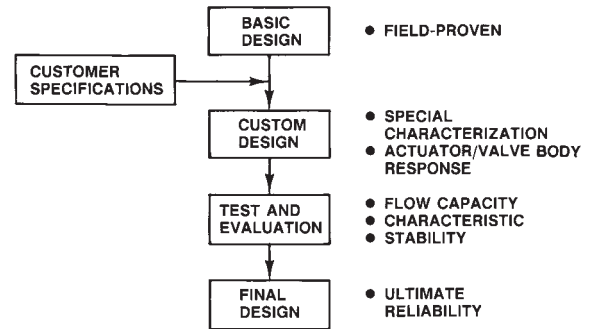 BASIC
DESIGN
● FIELD-PROVEN
CUSTOMER
SPECIFICATIONS
CUSTOM
DESIGN
● SPECIAL
CHARACTERIZATION
● ACTUATOR/VALVE BODY
RESPONSE
TEST AND
EVALUATION
● FLOW CAPACITY
● CHARACTERISTIC
● STABILITY
FINAL
DESIGN
● ULTIMATE
RELIABILITY